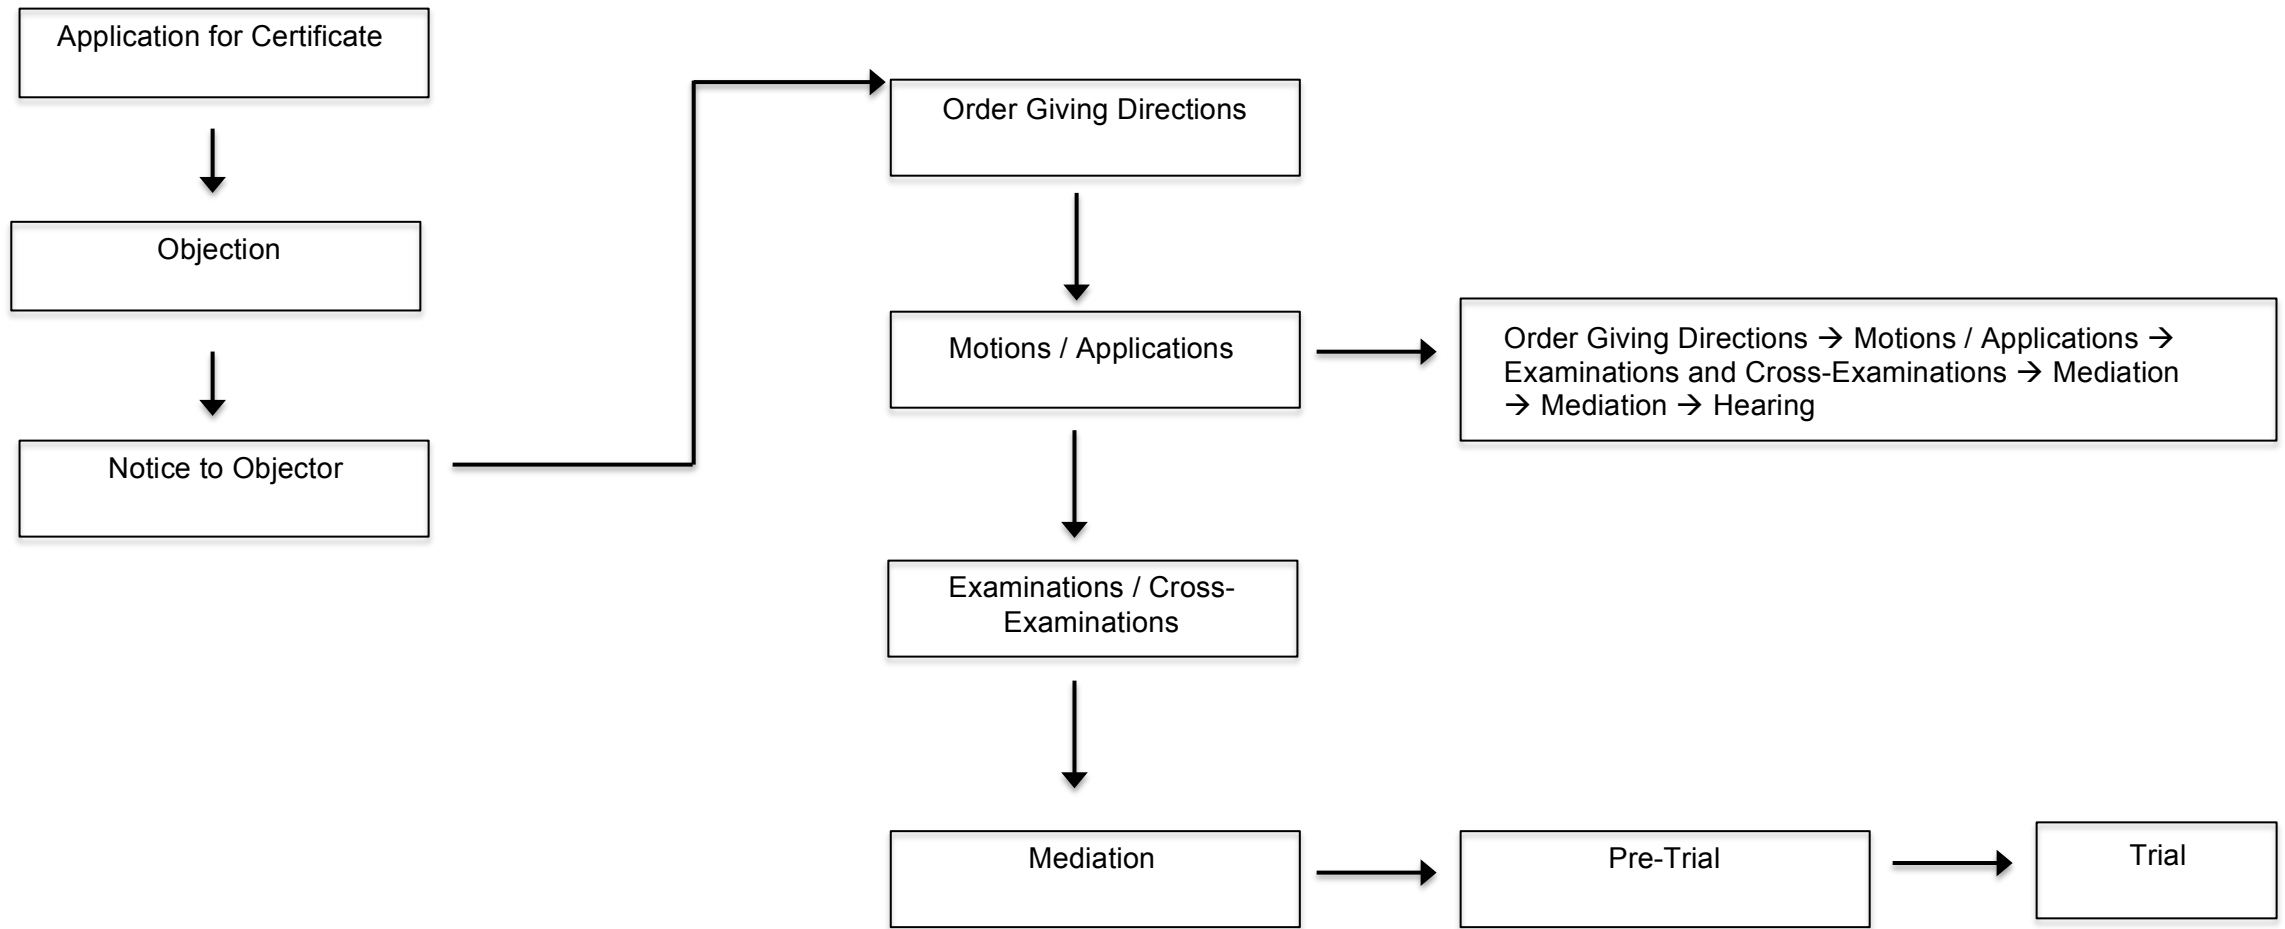 Application for Certificate
Objection
Notice to Objector
Order Giving Directions
Motions / Applications
Order Giving Directions → Motions / Applications →
Examinations and Cross-Examinations → Mediation
→ Mediation → Hearing
Examinations / Cross-
Examinations
Mediation
Pre-Trial
Trial